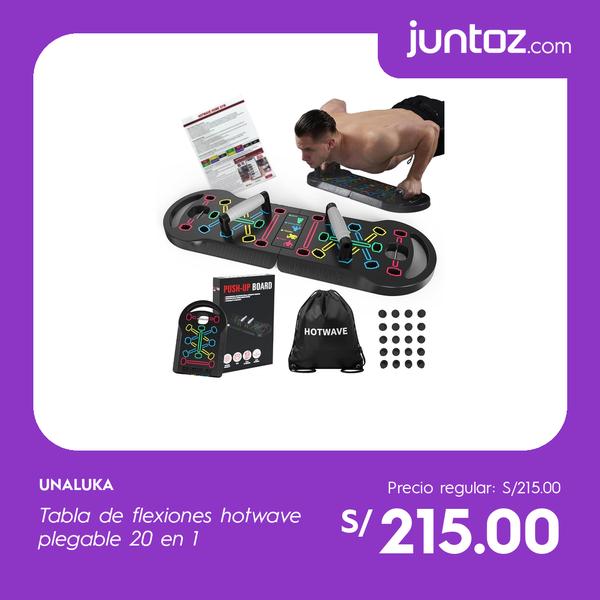 juntoz.com
PUSH-UP BOARD
HOTWAVE
UNALUKA
Tabla de flexiones hotwave
plegable 20 en 1
Precio regular: S/215.00
S/215.00